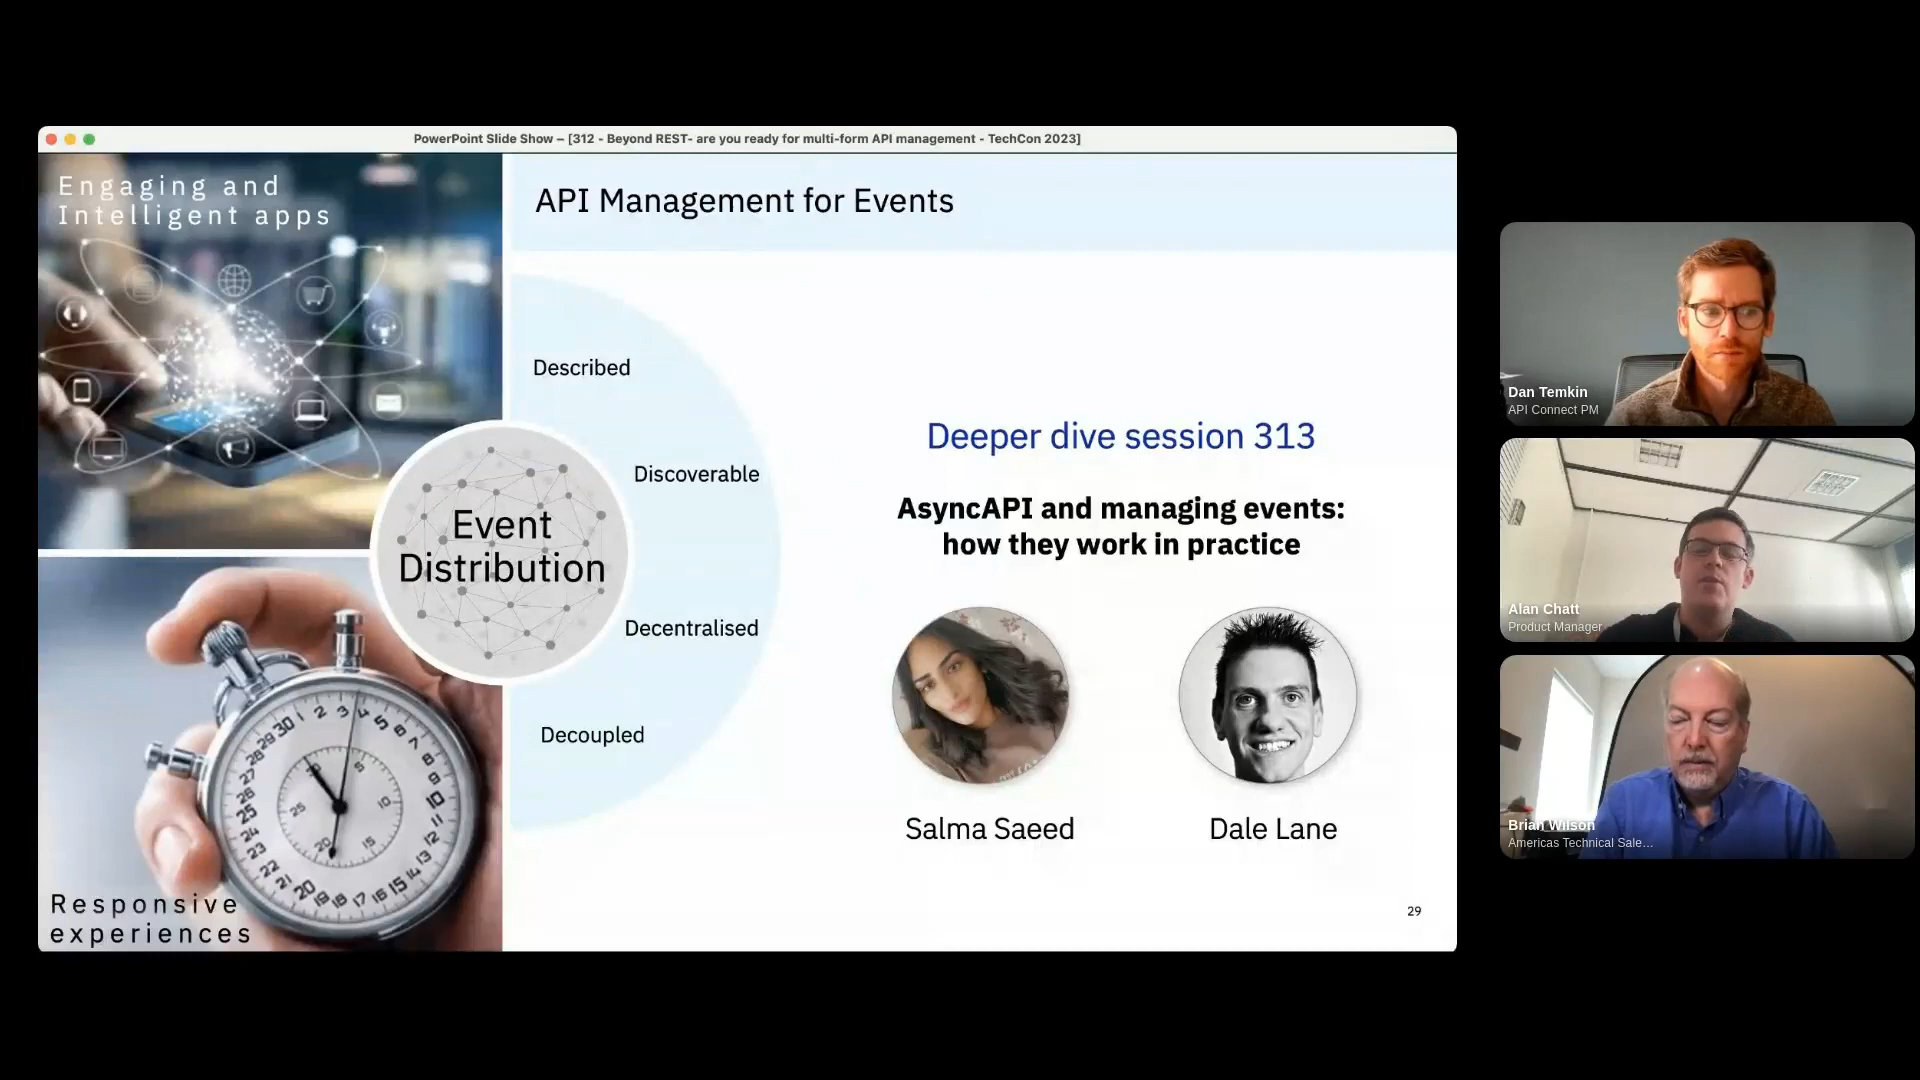 PowerPoint Slide Show – [312 - Beyond REST- are you ready for multi-form API management - TechCon 2023]
Engaging and
Intelligent apps
API Management for Events
Described
Discoverable
Event
Distribution
Decentralised
Decoupled
Deeper dive session 313
AsyncAPI and managing events:
how they work in practice
Salma Saeed
Dale Lane
Responsive
experiences
29
Dan Temkin
API Connect PM
Alan Chatt
Product Manager
Brian Wilson
Americas Technical Sale…